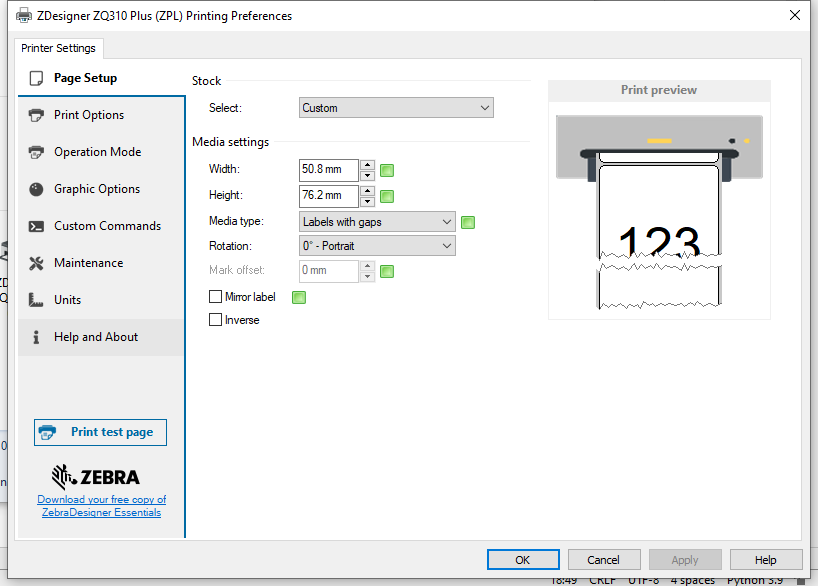 ZDesigner ZQ310 Plus (ZPL) Printing Preferences
Printer Settings
Page Setup
Print Options
Operation Mode
Graphic Options
Custom Commands
Maintenance
Units
Help and About
Print test page
ZEBRA
Download your free copy of
ZebraDesigner Essentials
Stock
Select: Custom
Media settings
Width: 50.8 mm
Height: 76.2 mm
Media type: Labels with gaps
Rotation: 0° - Portrait
Mark offset: 0 mm
Mirror label
Inverse
Print preview
123
OK Cancel Apply Help
18:49 CRLF UTF-8 4 spaces Python 3.9